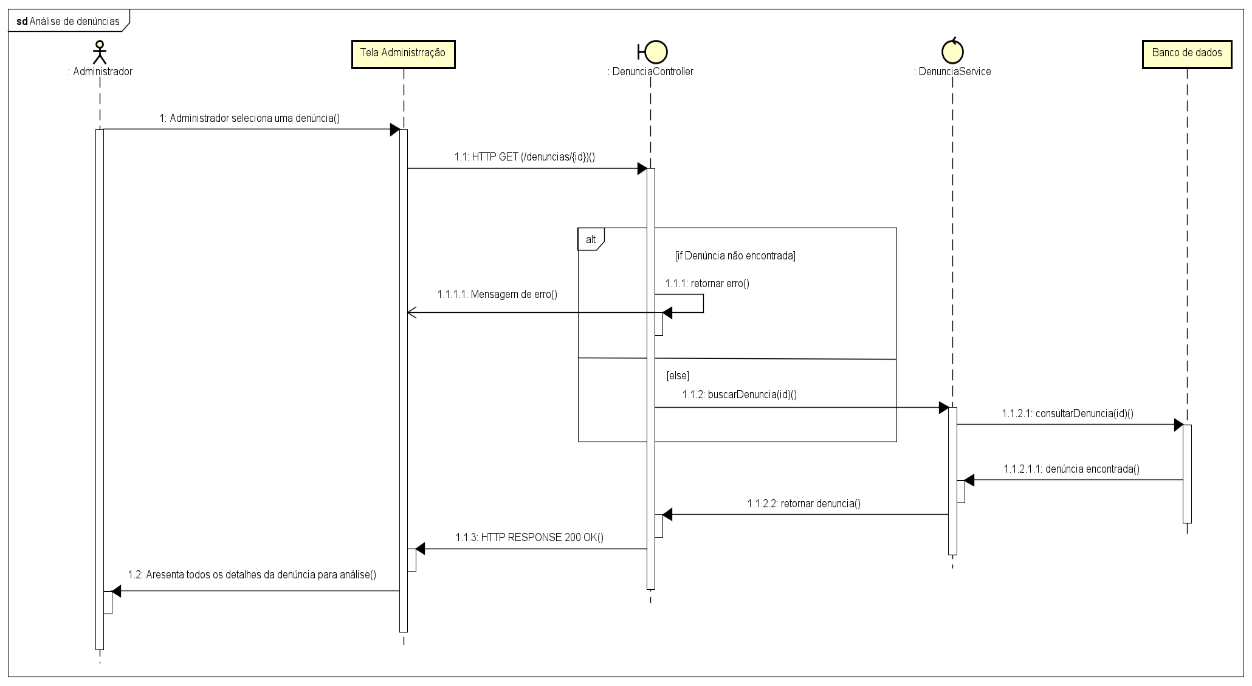 sd Análise de denúncias
: Administrador
Tela Administrração
: DenunciaController
: DenunciaService
Banco de dados
1: Administrador seleciona uma denúncia()
1.1: HTTP GET (/denuncias/{id})()
alt
[if Denúncia não encontrada]
1.1.1: retornar erro()
1.1.1.1: Mensagem de erro()
[else]
1.1.2: buscarDenuncia(id)()
1.1.2.1: consultarDenuncia(id)()
1.1.2.1.1: denúncia encontrada()
1.1.2.2: retornar denuncia()
1.1.3: HTTP RESPONSE 200 OK()
1.2: Aresenta todos os detalhes da denúncia para análise()